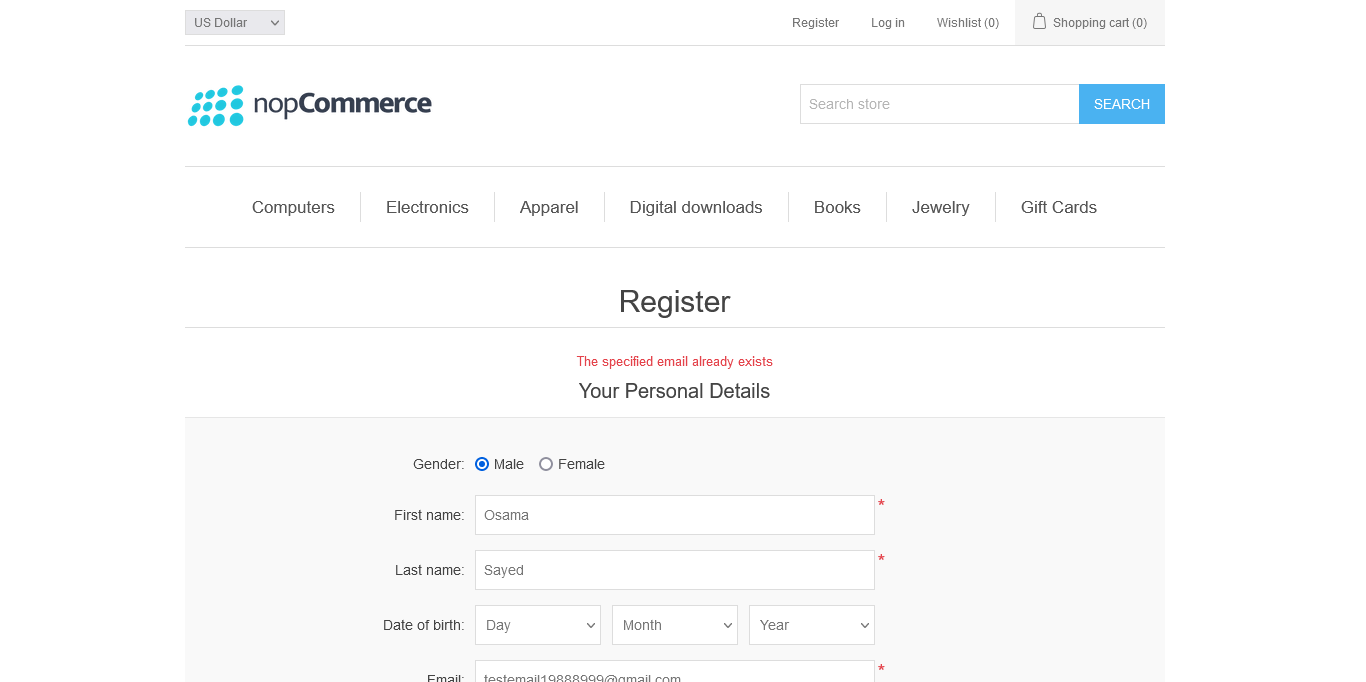 US Dollar
Register
Log in
Wishlist (0)
Shopping cart (0)
nopCommerce
Search store
SEARCH
Computers
Electronics
Apparel
Digital downloads
Books
Jewelry
Gift Cards
Register
The specified email already exists
Your Personal Details
Gender: Male Female
First name: Osama *
Last name: Sayed *
Date of birth: Day Month Year
Email: testemail19888999@gmail.com *